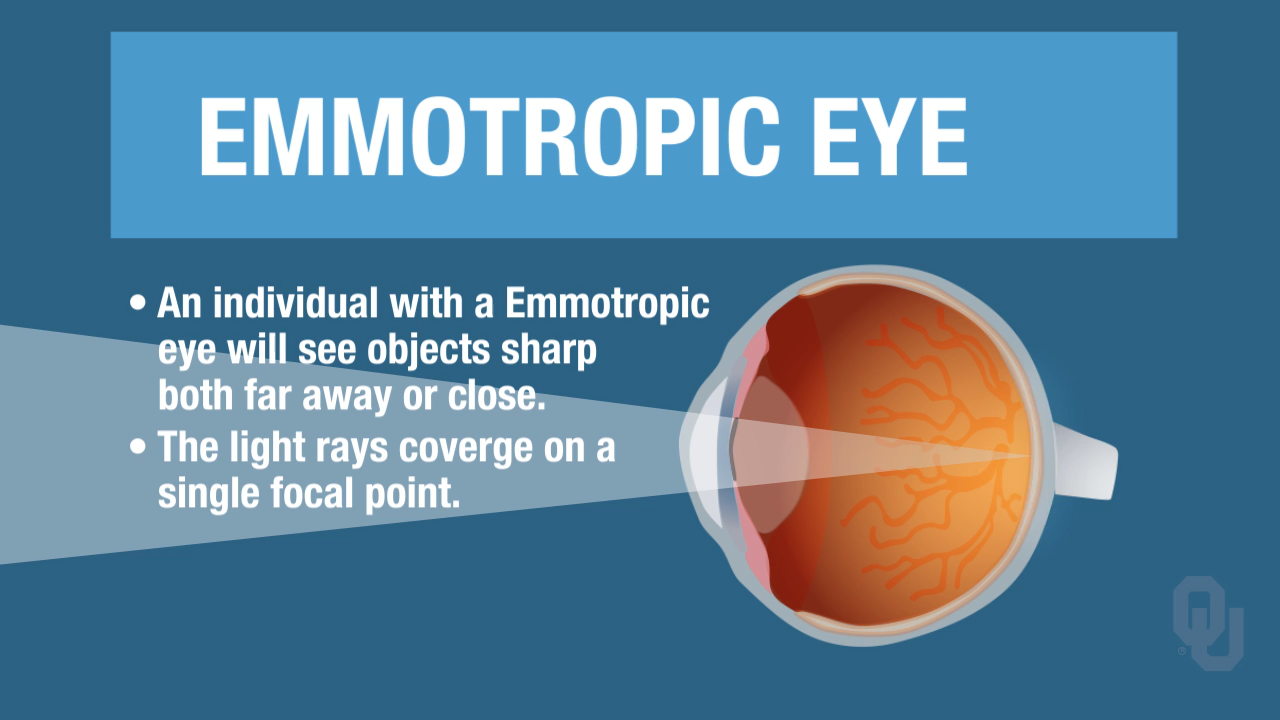 EMMOTROPIC EYE
• An individual with a Emmotropic
eye will see objects sharp
both far away or close.
• The light rays coverge on a
single focal point.
OU
®